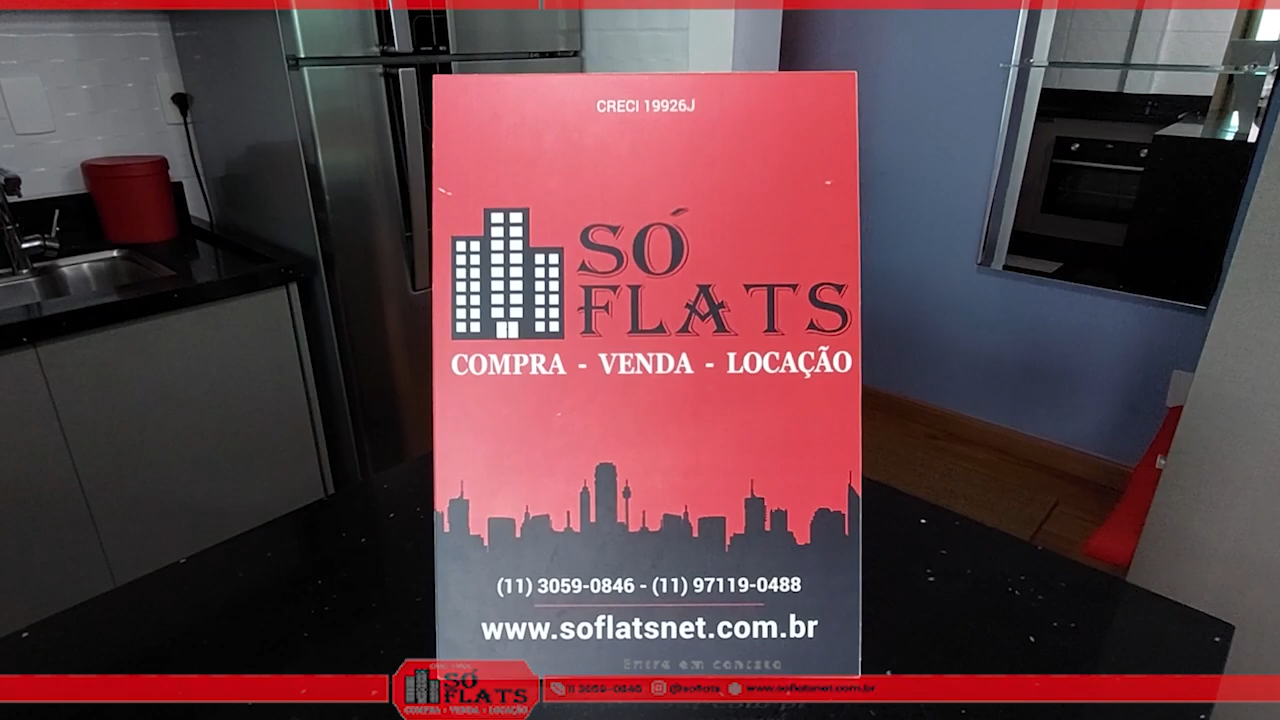 CRECI 19926J
SÓ
FLATS
COMPRA - VENDA - LOCAÇÃO
(11) 3059-0846 - (11) 97119-0488
www.soflatsnet.com.br
Entre em contato
SÓ
FLATS
COMPRA - VENDA - LOCAÇÃO
11 3059-0846 @soflats www.soflatsnet.com.br